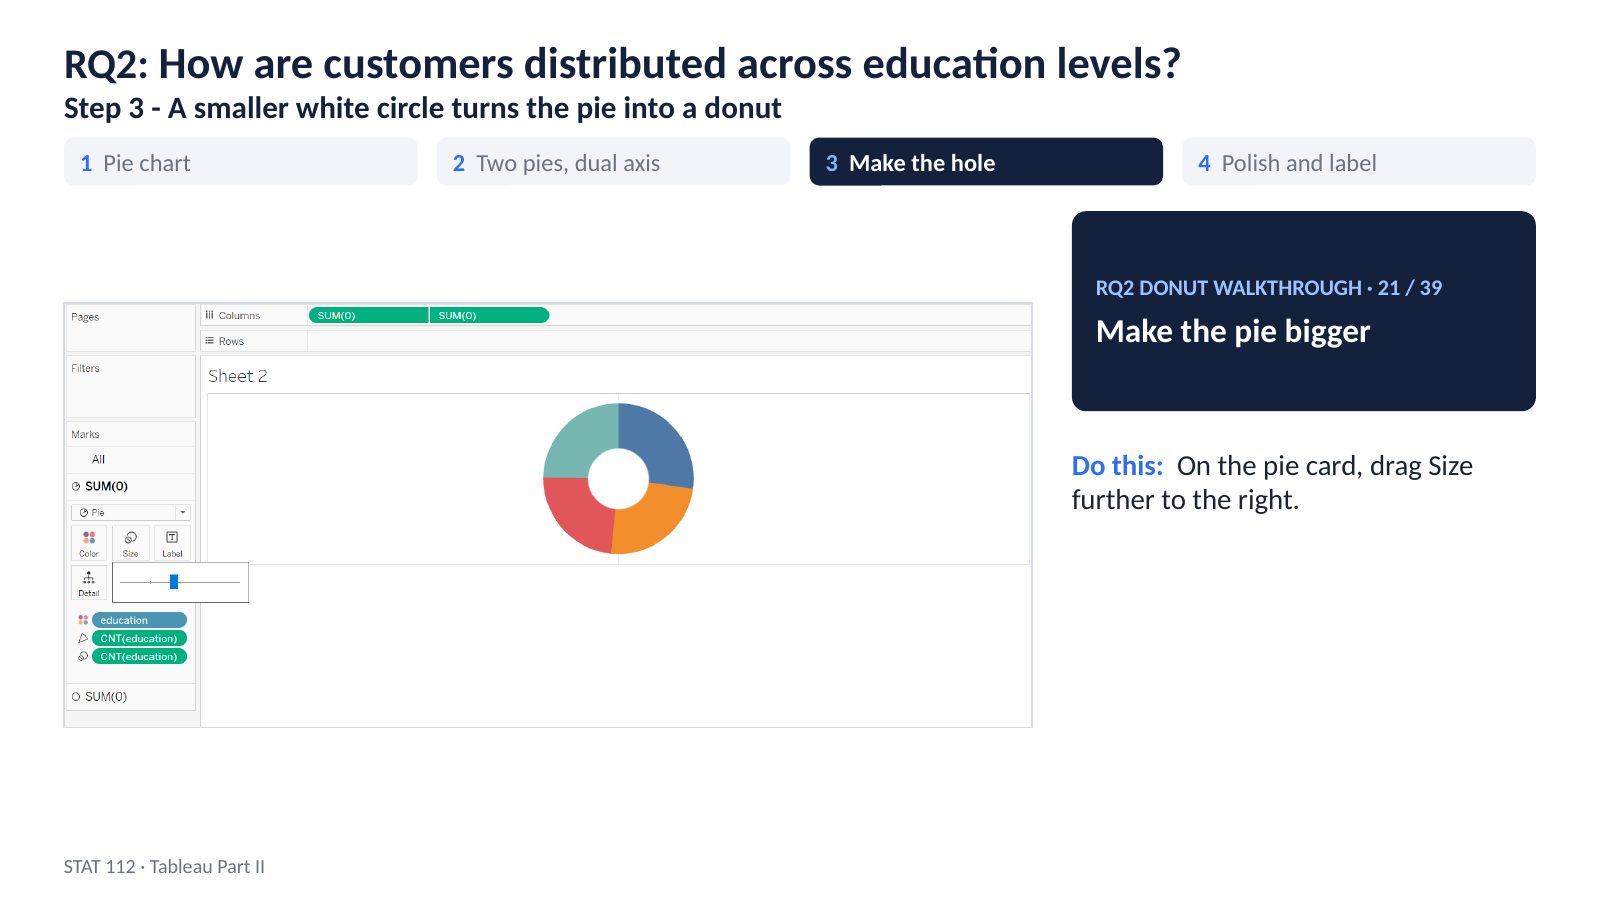 RQ2: How are customers distributed across education levels?
Step 3 - A smaller white circle turns the pie into a donut
1 Pie chart
2 Two pies, dual axis
3 Make the hole
4 Polish and label
Pages
Columns
SUM(0)
SUM(0)
Rows
Filters
Sheet 2
Marks
All
SUM(0)
Pie
Color
Size
Label
Detail
education
CNT(education)
CNT(education)
SUM(0)
RQ2 DONUT WALKTHROUGH · 21 / 39
Make the pie bigger
Do this: On the pie card, drag Size
further to the right.
STAT 112 · Tableau Part II